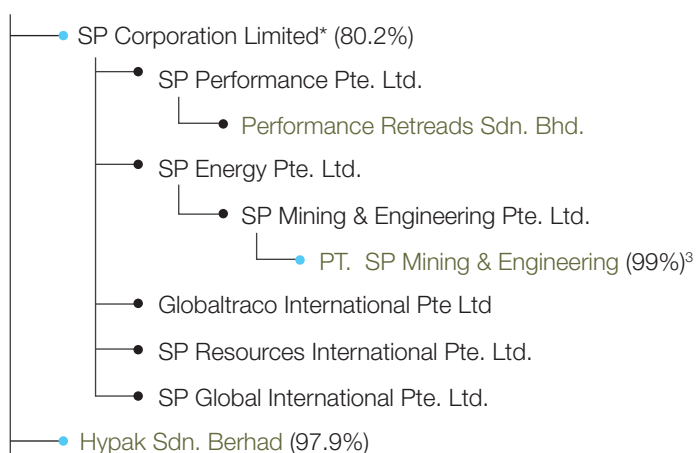 SP Corporation Limited* (80.2%)
SP Performance Pte. Ltd.
Performance Retreads Sdn. Bhd.
SP Energy Pte. Ltd.
SP Mining & Engineering Pte. Ltd.
PT. SP Mining & Engineering (99%)³
Globaltraco International Pte Ltd
SP Resources International Pte. Ltd.
SP Global International Pte. Ltd.
Hypak Sdn. Berhad (97.9%)